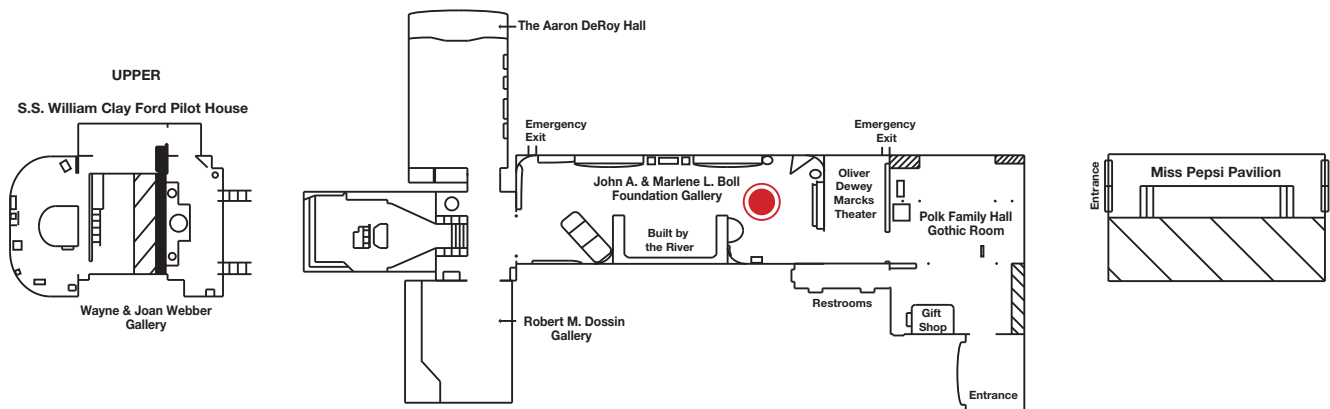 UPPER
S.S. William Clay Ford Pilot House
Wayne & Joan Webber
Gallery
The Aaron DeRoy Hall
Emergency
Exit
Emergency
Exit
John A. & Marlene L. Boll
Foundation Gallery
Built by
the River
Oliver
Dewey
Marcks
Theater
Polk Family Hall
Gothic Room
Restrooms
Gift
Shop
Robert M. Dossin
Gallery
Entrance
Entrance
Miss Pepsi Pavilion